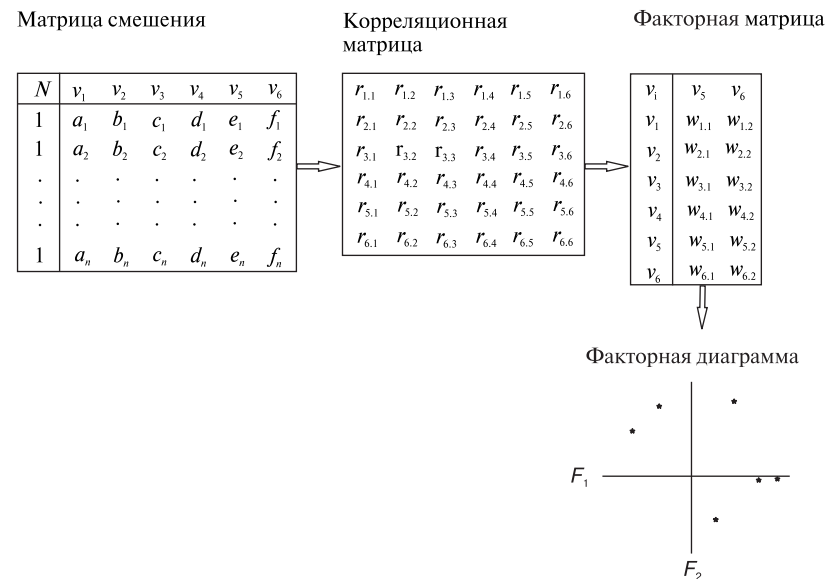 Матрица смешения
Корреляционная
матрица
Факторная матрица
N v₁ v₂ v₃ v₄ v₅ v₆
1 a₁ b₁ c₁ d₁ e₁ f₁
1 a₂ b₂ c₂ d₂ e₂ f₂
. . . . . . .
. . . . . . .
. . . . . . .
1 aₙ bₙ cₙ dₙ eₙ fₙ
r₁.₁ r₁.₂ r₁.₃ r₁.₄ r₁.₅ r₁.₆
r₂.₁ r₂.₂ r₂.₃ r₂.₄ r₂.₅ r₂.₆
r₃.₁ r₃.₂ r₃.₃ r₃.₄ r₃.₅ r₃.₆
r₄.₁ r₄.₂ r₄.₃ r₄.₄ r₄.₅ r₄.₆
r₅.₁ r₅.₂ r₅.₃ r₅.₄ r₅.₅ r₅.₆
r₆.₁ r₆.₂ r₆.₃ r₆.₄ r₆.₅ r₆.₆
vᵢ v₅ v₆
v₁ w₁.₁ w₁.₂
v₂ w₂.₁ w₂.₂
v₃ w₃.₁ w₃.₂
v₄ w₄.₁ w₄.₂
v₅ w₅.₁ w₅.₂
v₆ w₆.₁ w₆.₂
Факторная диаграмма
F₁
F₂